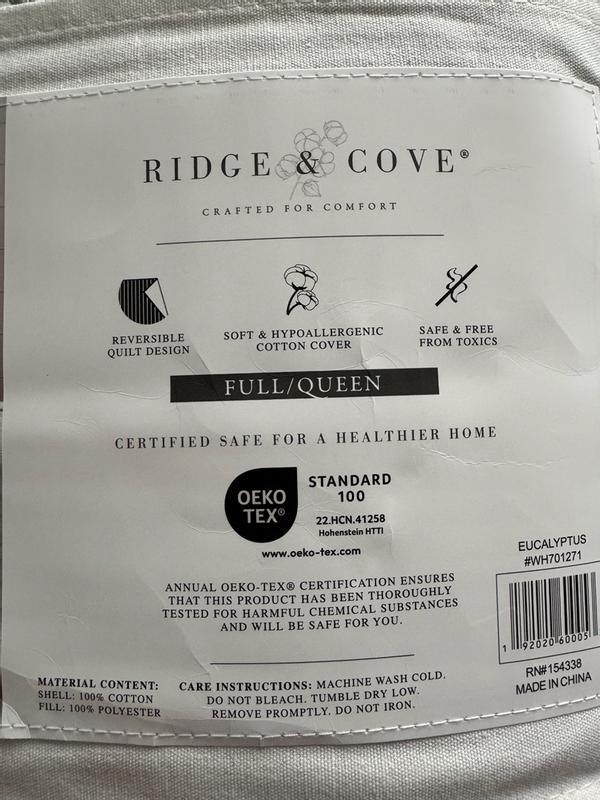 RIDGE & COVE®
CRAFTED FOR COMFORT
REVERSIBLE
QUILT DESIGN
SOFT & HYPOALLERGENIC
COTTON COVER
SAFE & FREE
FROM TOXICS
FULL/QUEEN
CERTIFIED SAFE FOR A HEALTHIER HOME
OEKO
TEX®
STANDARD
100
22.HCN.41258
Hohenstein HTTI
www.oeko-tex.com
ANNUAL OEKO-TEX® CERTIFICATION ENSURES
THAT THIS PRODUCT HAS BEEN THOROUGHLY
TESTED FOR HARMFUL CHEMICAL SUBSTANCES
AND WILL BE SAFE FOR YOU.
EUCALYPTUS
#WH701271
1 92020 60005
RN#154338
MADE IN CHINA
MATERIAL CONTENT:
SHELL: 100% COTTON
FILL: 100% POLYESTER
CARE INSTRUCTIONS: MACHINE WASH COLD.
DO NOT BLEACH. TUMBLE DRY LOW.
REMOVE PROMPTLY. DO NOT IRON.